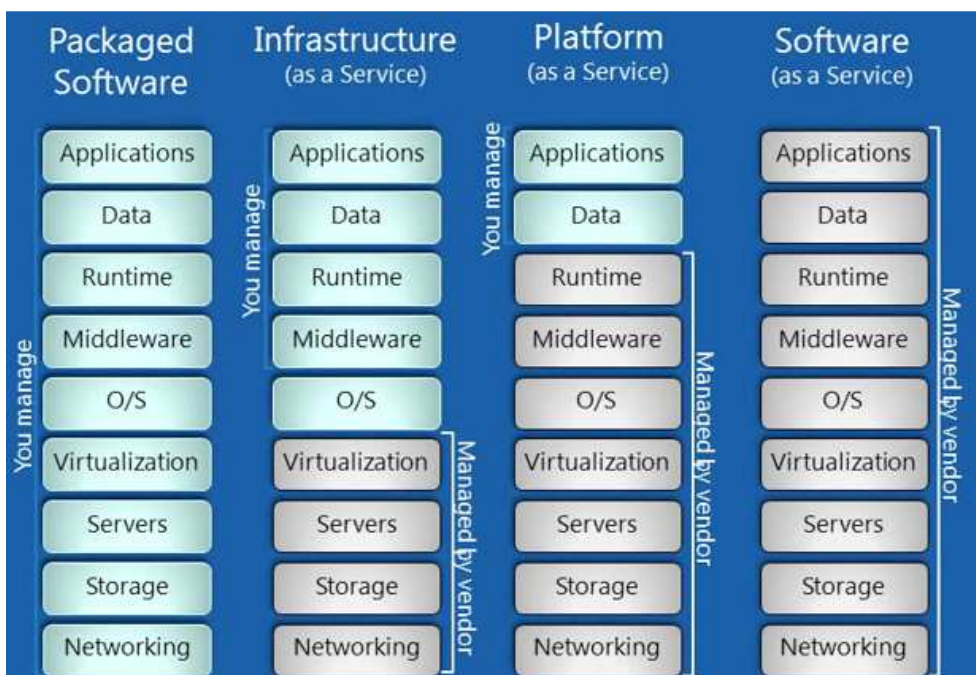 Packaged
Software
You manage
Applications
Data
Runtime
Middleware
O/S
Virtualization
Servers
Storage
Networking
Infrastructure
(as a Service)
You manage
Applications
Data
Runtime
Middleware
O/S
Virtualization
Servers
Storage
Networking
Managed by vendor
Platform
(as a Service)
You manage
Applications
Data
Runtime
Middleware
O/S
Virtualization
Servers
Storage
Networking
Managed by vendor
Software
(as a Service)
Applications
Data
Runtime
Middleware
O/S
Virtualization
Servers
Storage
Networking
Managed by vendor